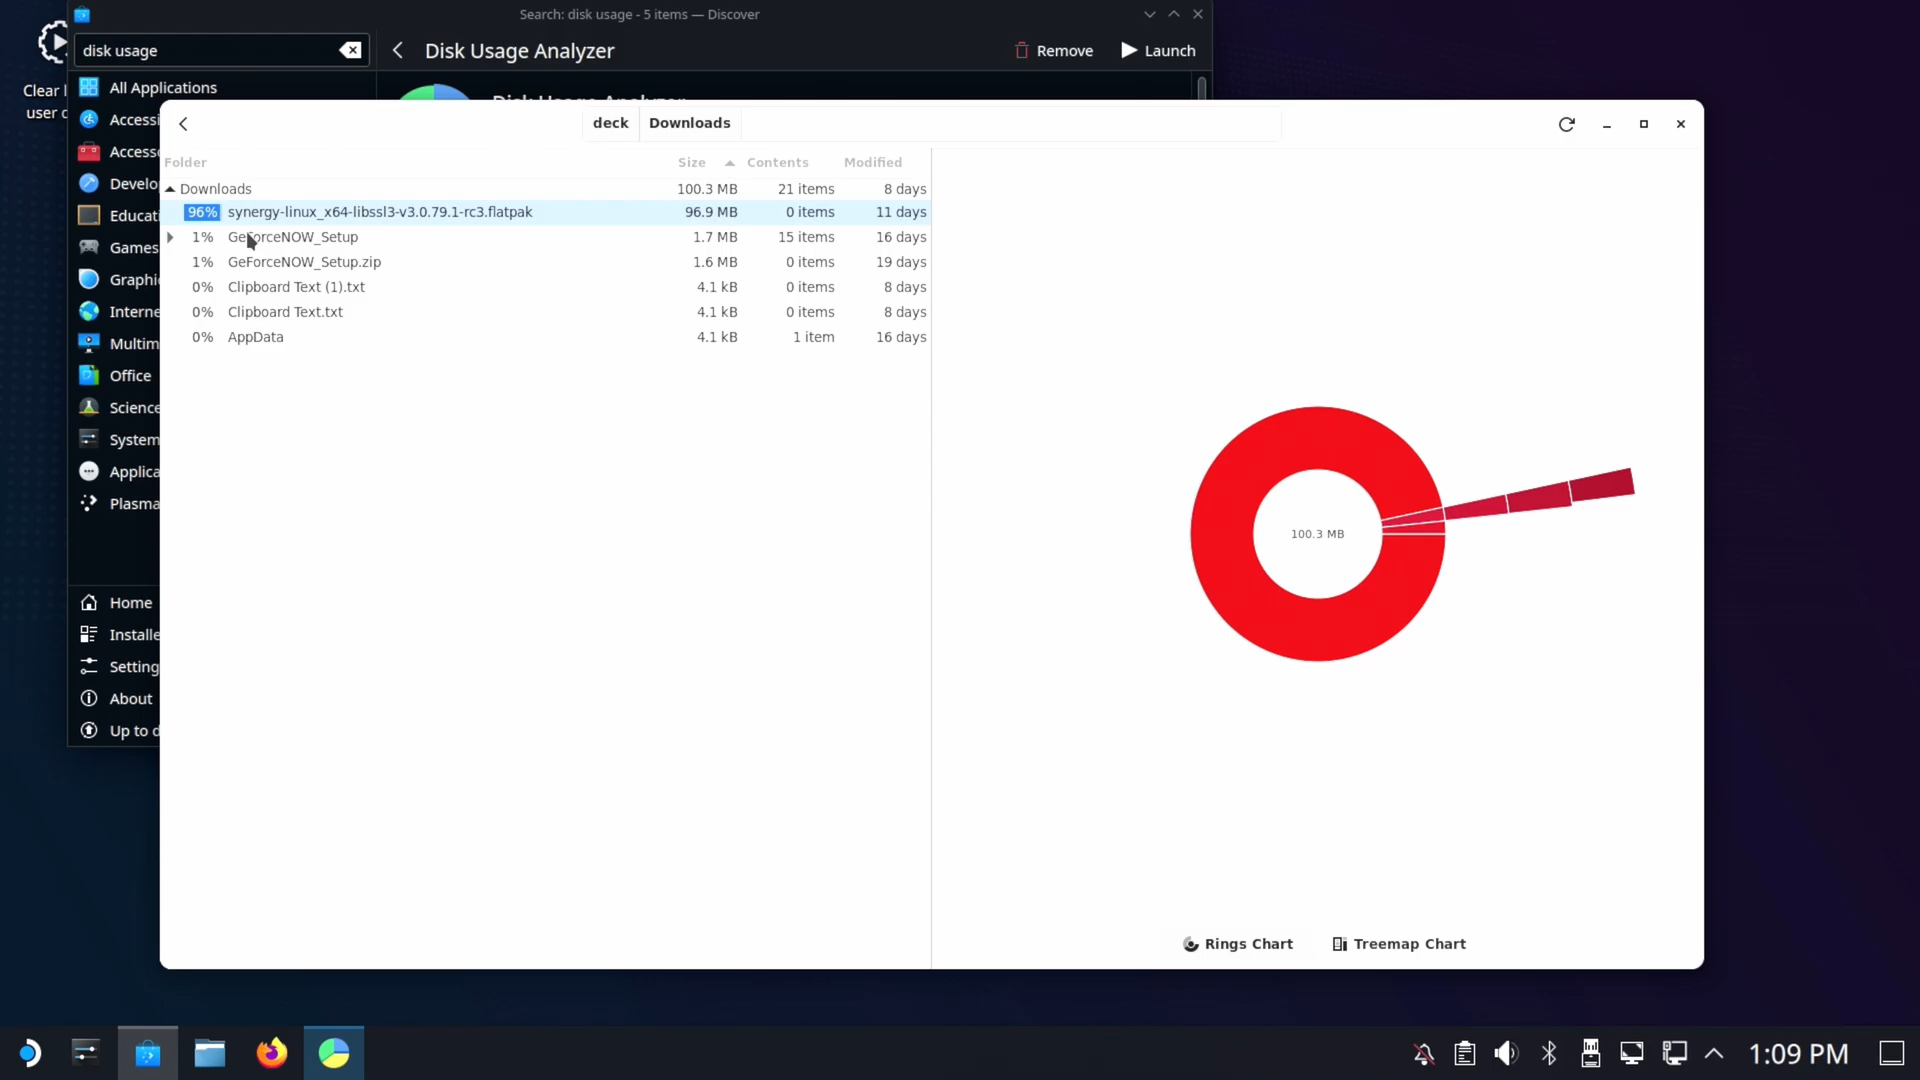 Search: disk usage - 5 items — Discover
disk usage
Disk Usage Analyzer
Remove
Launch
Clear
user
All Applications
Accessi
Accesso
Develo
Educati
Games
Graphi
Interne
Multim
Office
Science
System
Applica
Plasma
Home
Installe
Setting
About
Up to d
Disk Usage Analyzer
deck
Downloads
Folder Size Contents Modified
Downloads 100.3 MB 21 items 8 days
96% synergy-linux_x64-libssl3-v3.0.79.1-rc3.flatpak 96.9 MB 0 items 11 days
1% GeForceNOW_Setup 1.7 MB 15 items 16 days
1% GeForceNOW_Setup.zip 1.6 MB 0 items 19 days
0% Clipboard Text (1).txt 4.1 kB 0 items 8 days
0% Clipboard Text.txt 4.1 kB 0 items 8 days
0% AppData 4.1 kB 1 item 16 days
100.3 MB
Rings Chart
Treemap Chart
1:09 PM